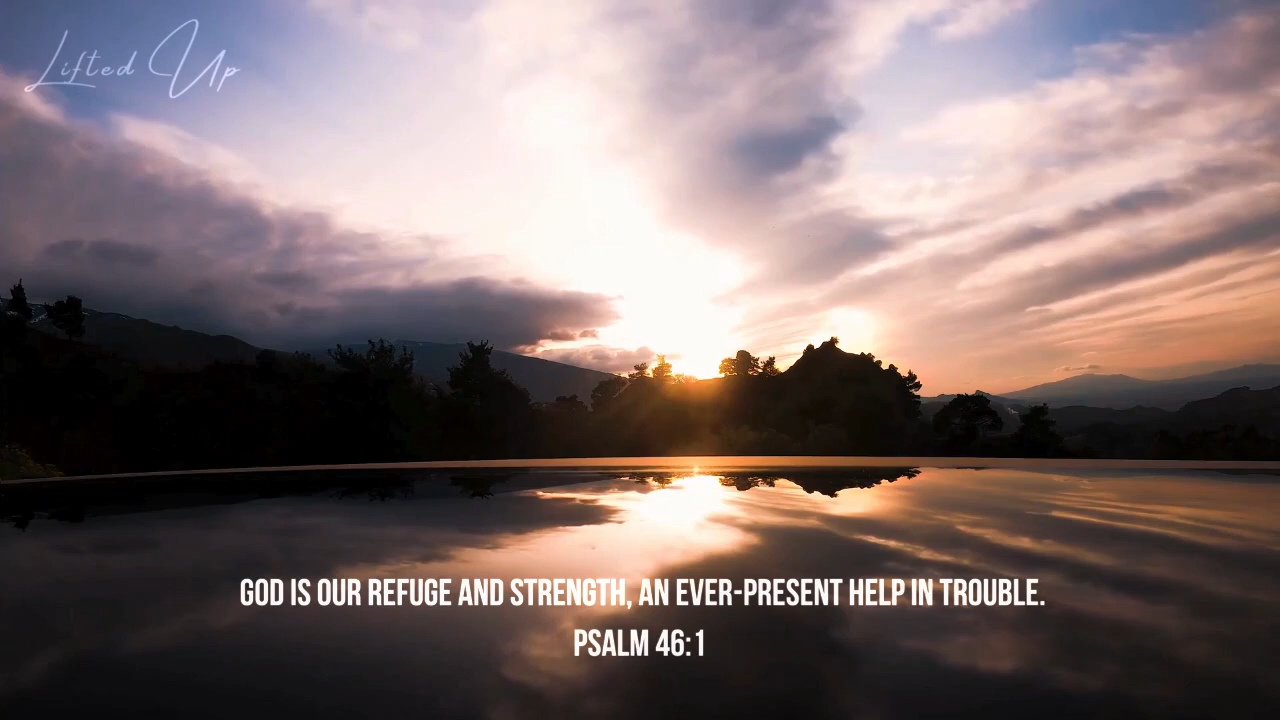 Lifted Up
GOD IS OUR REFUGE AND STRENGTH, AN EVER-PRESENT HELP IN TROUBLE.
PSALM 46:1